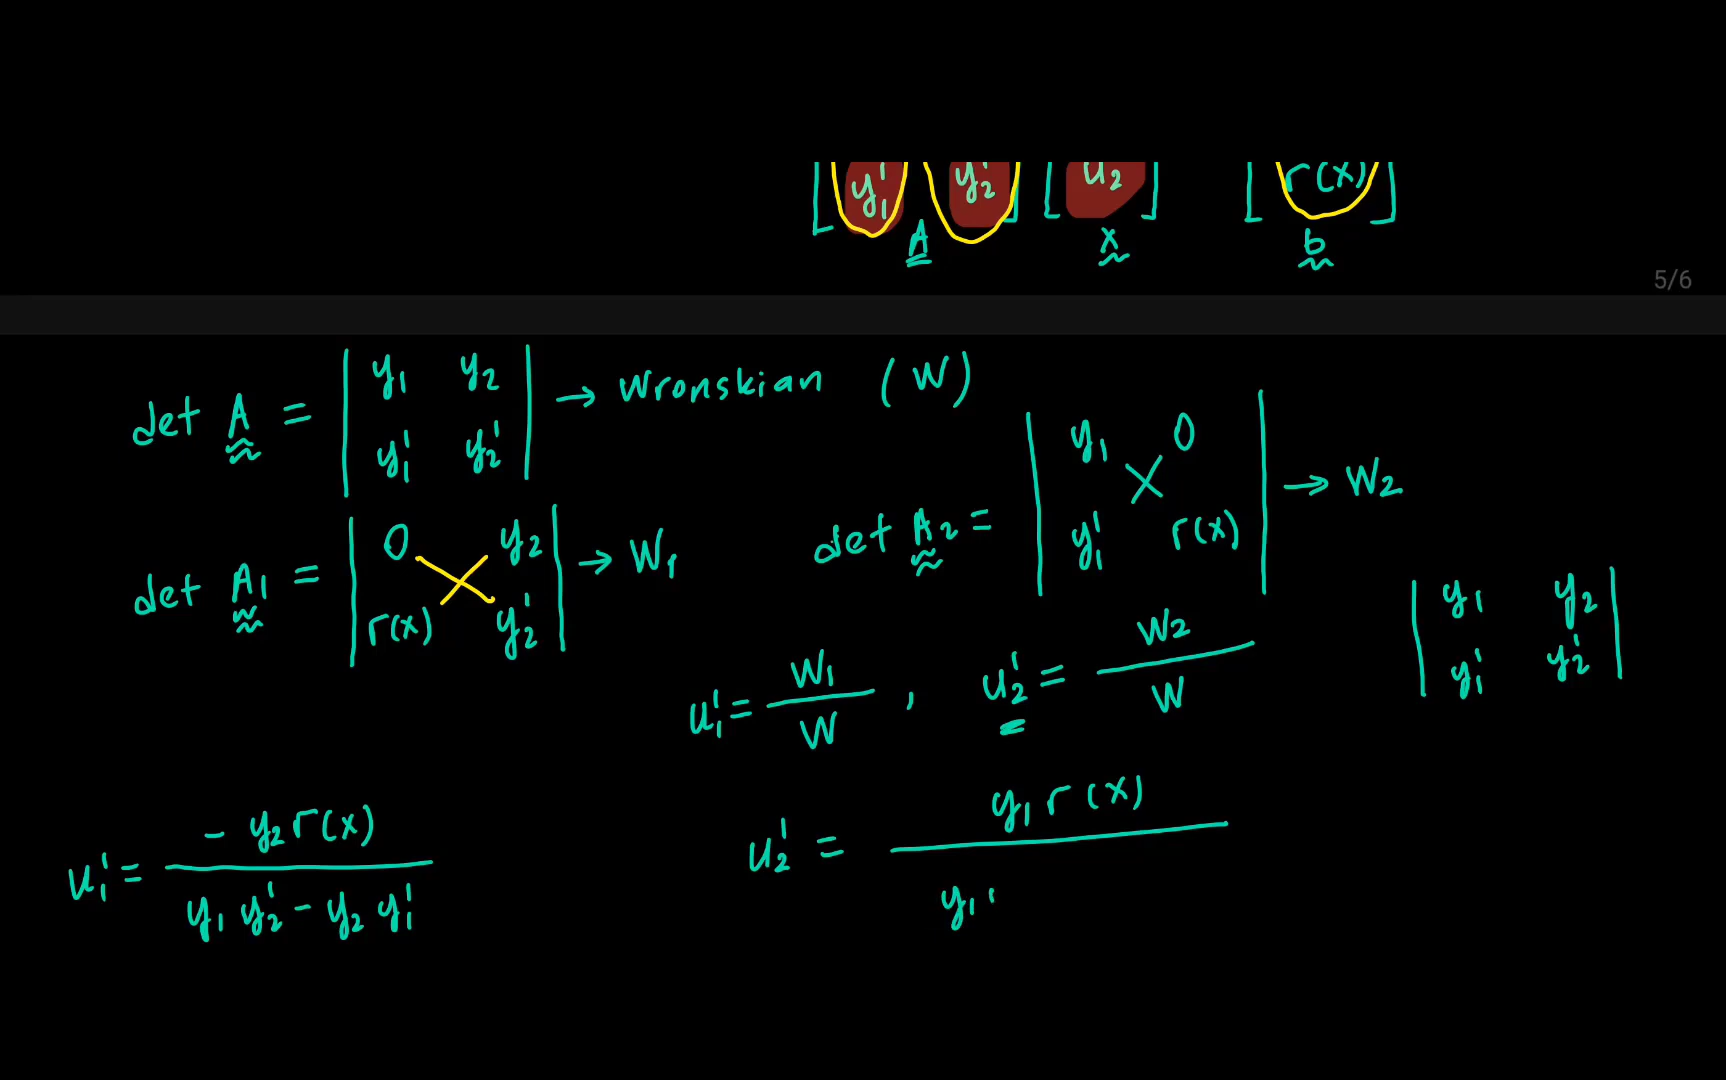 y₁' y₂' u₂' r(x)
A x b
5/6
det A = | y₁ y₂ | → Wronskian (W)
| y₁' y₂' |
det A₁ = | 0 y₂ | → W₁
| r(x) y₂' |
det A₂ = | y₁ 0 | → W₂
| y₁' r(x) |
| y₁ y₂ |
| y₁' y₂' |
u₁' = W₁ / W , u₂' = W₂ / W
u₁' = - y₂ r(x) / y₁ y₂' - y₂ y₁'
u₂' = y₁ r(x) / y₁